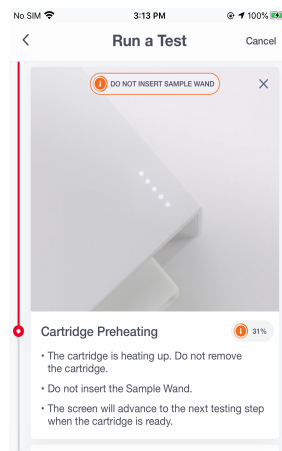 No SIM 3:13 PM 100%
Run a Test Cancel
DO NOT INSERT SAMPLE WAND
Cartridge Preheating 31%
• The cartridge is heating up. Do not remove
the cartridge.
• Do not insert the Sample Wand.
• The screen will advance to the next testing step
when the cartridge is ready.